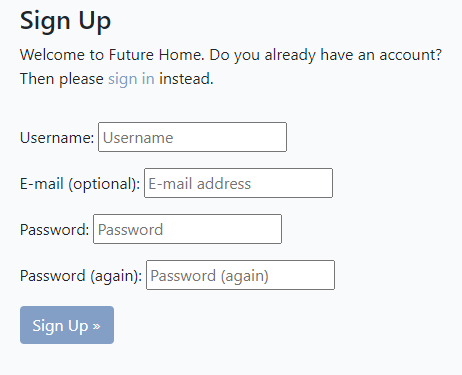 Sign Up
Welcome to Future Home. Do you already have an account?
Then please sign in instead.
Username: Username
E-mail (optional): E-mail address
Password: Password
Password (again): Password (again)
Sign Up »